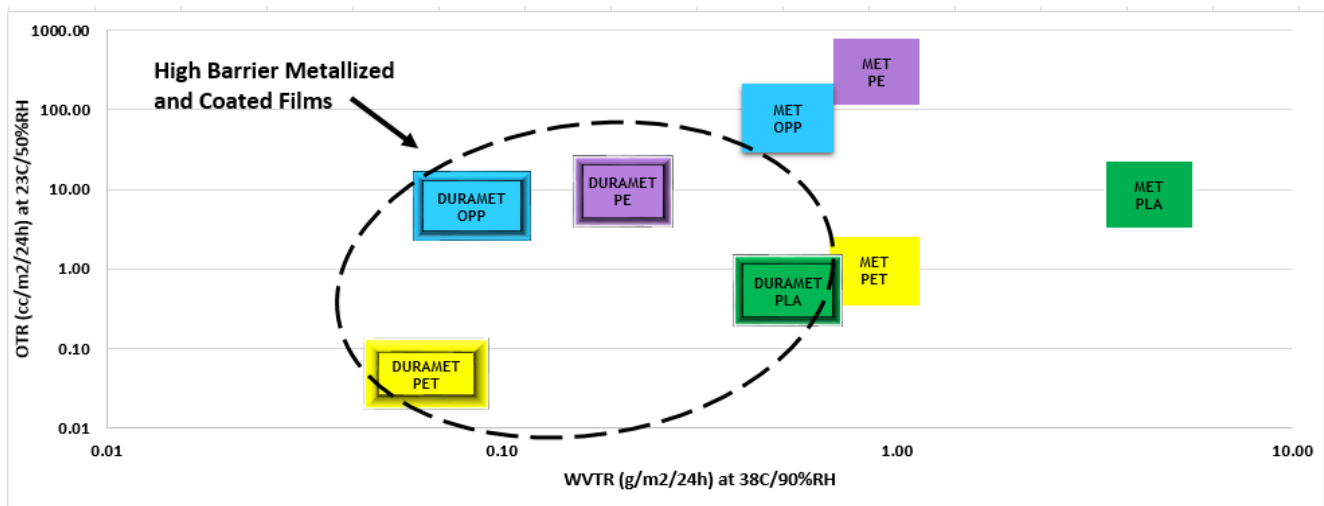 1000.00
100.00
10.00
1.00
0.10
0.01
OTR (cc/m2/24h) at 23C/50%RH
High Barrier Metallized
and Coated Films
MET
PE
MET
OPP
DURAMET
OPP
DURAMET
PE
MET
PLA
DURAMET
PLA
MET
PET
DURAMET
PET
0.01
0.10
1.00
10.00
WVTR (g/m2/24h) at 38C/90%RH